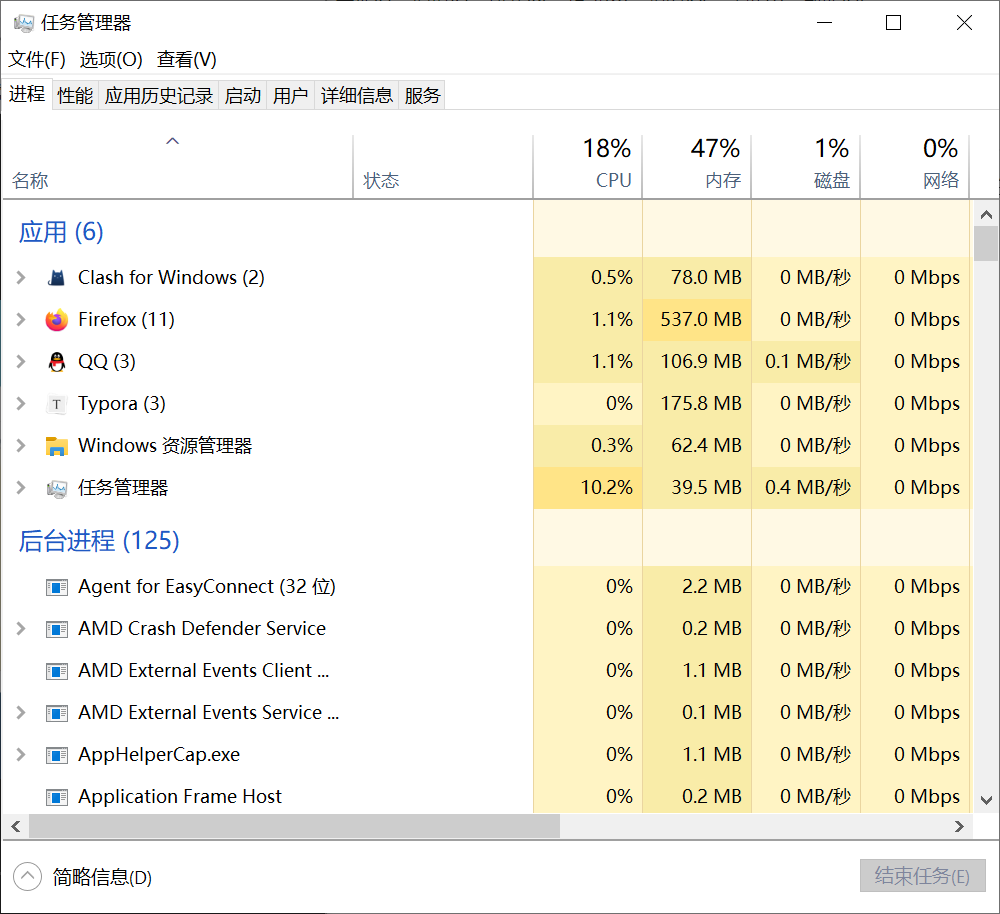 任务管理器
文件(F) 选项(O) 查看(V)
进程 性能 应用历史记录 启动 用户 详细信息 服务
18% 47% 1% 0%
名称 状态 CPU 内存 磁盘 网络
应用 (6)
Clash for Windows (2) 0.5% 78.0 MB 0 MB/秒 0 Mbps
Firefox (11) 1.1% 537.0 MB 0 MB/秒 0 Mbps
QQ (3) 1.1% 106.9 MB 0.1 MB/秒 0 Mbps
T Typora (3) 0% 175.8 MB 0 MB/秒 0 Mbps
Windows 资源管理器 0.3% 62.4 MB 0 MB/秒 0 Mbps
任务管理器 10.2% 39.5 MB 0.4 MB/秒 0 Mbps
后台进程 (125)
Agent for EasyConnect (32 位) 0% 2.2 MB 0 MB/秒 0 Mbps
AMD Crash Defender Service 0% 0.2 MB 0 MB/秒 0 Mbps
AMD External Events Client ... 0% 1.1 MB 0 MB/秒 0 Mbps
AMD External Events Service ... 0% 0.1 MB 0 MB/秒 0 Mbps
AppHelperCap.exe 0% 1.1 MB 0 MB/秒 0 Mbps
Application Frame Host 0% 0.2 MB 0 MB/秒 0 Mbps
简略信息(D) 结束任务(E)